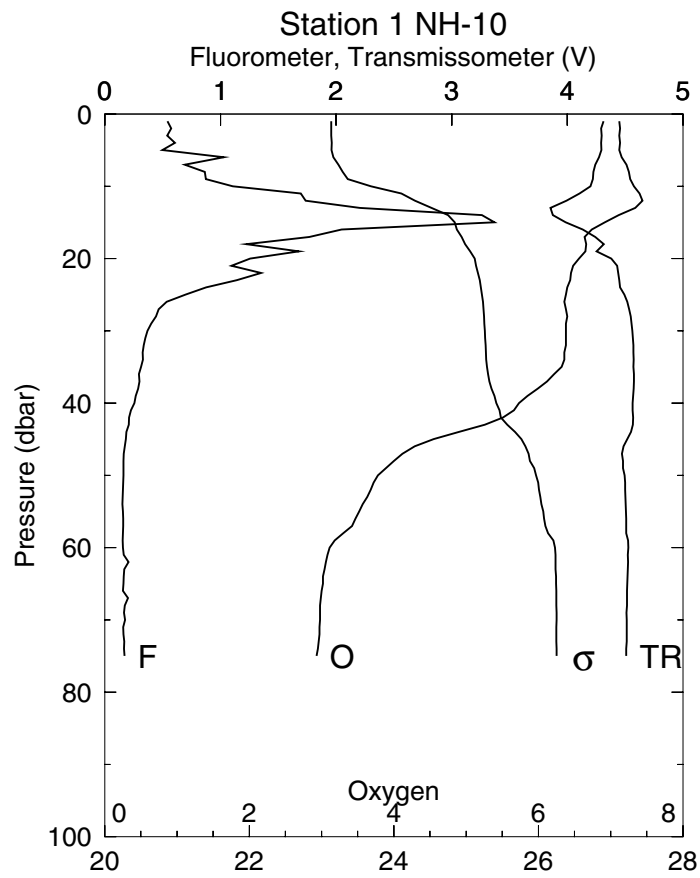 Station 1 NH-10
Fluorometer, Transmissometer (V)
0 1 2 3 4 5
0
20
40
60
80
100
Pressure (dbar)
F O σ TR
Oxygen
0 2 4 6 8
20 22 24 26 28